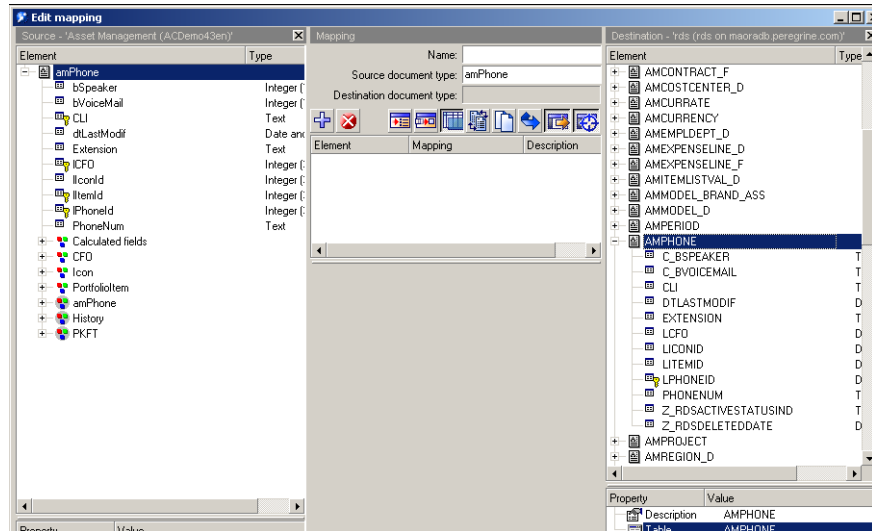 Edit mapping
Source - 'Asset Management (ACDemo43en)'
Element Type
amPhone
bSpeaker Integer (
bVoiceMail Integer (
CLI Text
dtLastModif Date and
Extension Text
lCFO Integer (
lIconId Integer (
lItemId Integer (
lPhoneId Integer (
PhoneNum Text
Calculated fields
CFO
Icon
PortfolioItem
amPhone
History
PKFT
Property Value
Mapping
Name:
Source document type: amPhone
Destination document type:
Element Mapping Description
Destination - 'rds (rds on maoradb.peregrine.com)'
Element Type
AMCONTRACT_F
AMCOSTCENTER_D
AMCURRATE
AMCURRENCY
AMEMPLDEPT_D
AMEXPENSELINE_D
AMEXPENSELINE_F
AMITEMLISTVAL_D
AMMODEL_BRAND_ASS
AMMODEL_D
AMPERIOD
AMPHONE
C_BSPEAKER T
C_BVOICEMAIL T
CLI T
DTLASTMODIF D
EXTENSION T
LCFO D
LICONID D
LITEMID D
LPHONEID D
PHONENUM T
Z_RDSACTIVESTATUSIND T
Z_RDSDELETEDDATE D
AMPROJECT
AMREGION_D
Property Value
Description AMPHONE
Table AMPHONE